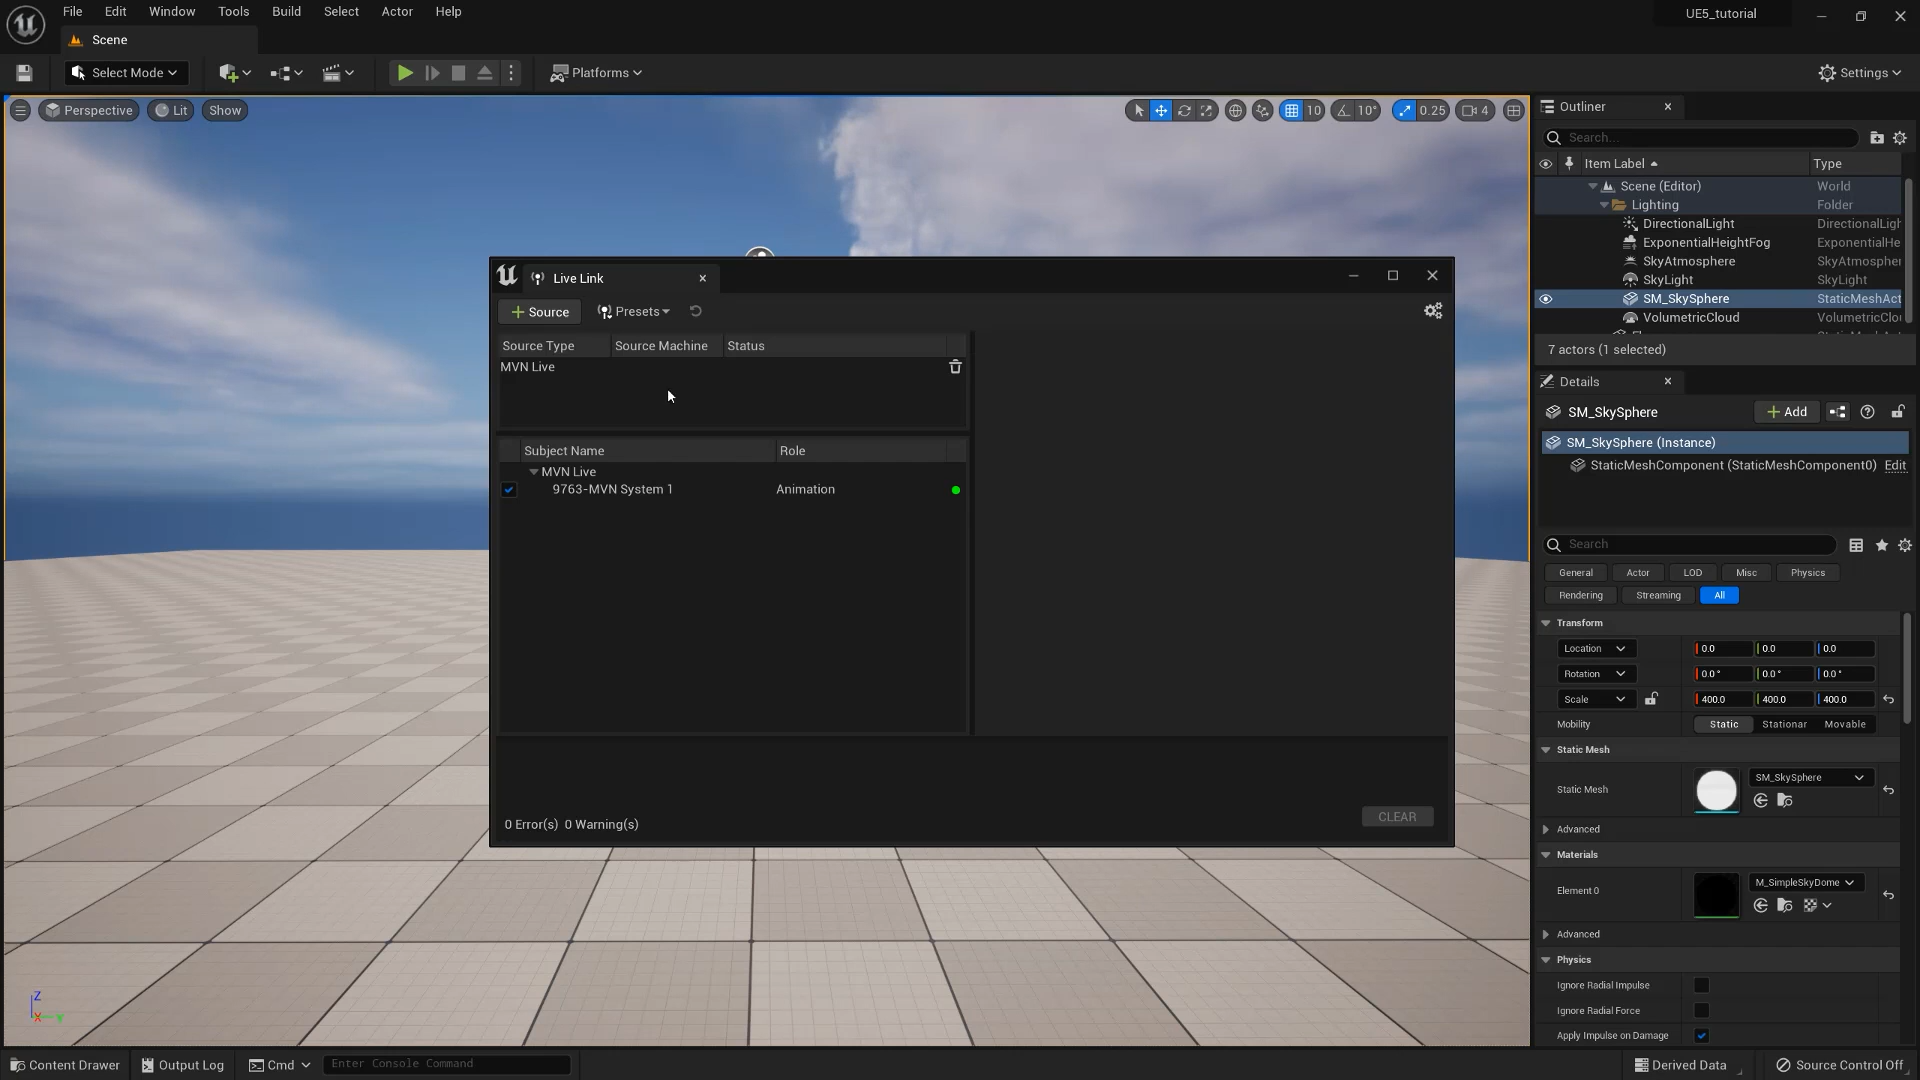 File Edit Window Tools Build Select Actor Help
UE5_tutorial
Scene
Select Mode
Platforms
Settings
Perspective Lit Show
10 10° 0.25 4
Outliner
Search...
Item Label Type
Scene (Editor) World
Lighting Folder
DirectionalLight DirectionalLigh
ExponentialHeightFog ExponentialHe
SkyAtmosphere SkyAtmospher
SkyLight SkyLight
SM_SkySphere StaticMeshAct
VolumetricCloud VolumetricClou
7 actors (1 selected)
Live Link
Source Presets
Source Type Source Machine Status
MVN Live
Subject Name Role
MVN Live
9763-MVN System 1 Animation
0 Error(s) 0 Warning(s)
CLEAR
Details
SM_SkySphere
Add
SM_SkySphere (Instance)
StaticMeshComponent (StaticMeshComponent0) Edit
Search
General Actor LOD Misc Physics
Rendering Streaming All
Transform
Location 0.0 0.0 0.0
Rotation 0.0° 0.0° 0.0°
Scale 400.0 400.0 400.0
Mobility Static Stationar Movable
Static Mesh
Static Mesh SM_SkySphere
Advanced
Materials
Element 0 M_SimpleSkyDome
Advanced
Physics
Ignore Radial Impulse
Ignore Radial Force
Apply Impulse on Damage
Z
X
Y
Content Drawer Output Log Cmd Enter Console Command
Derived Data Source Control Off